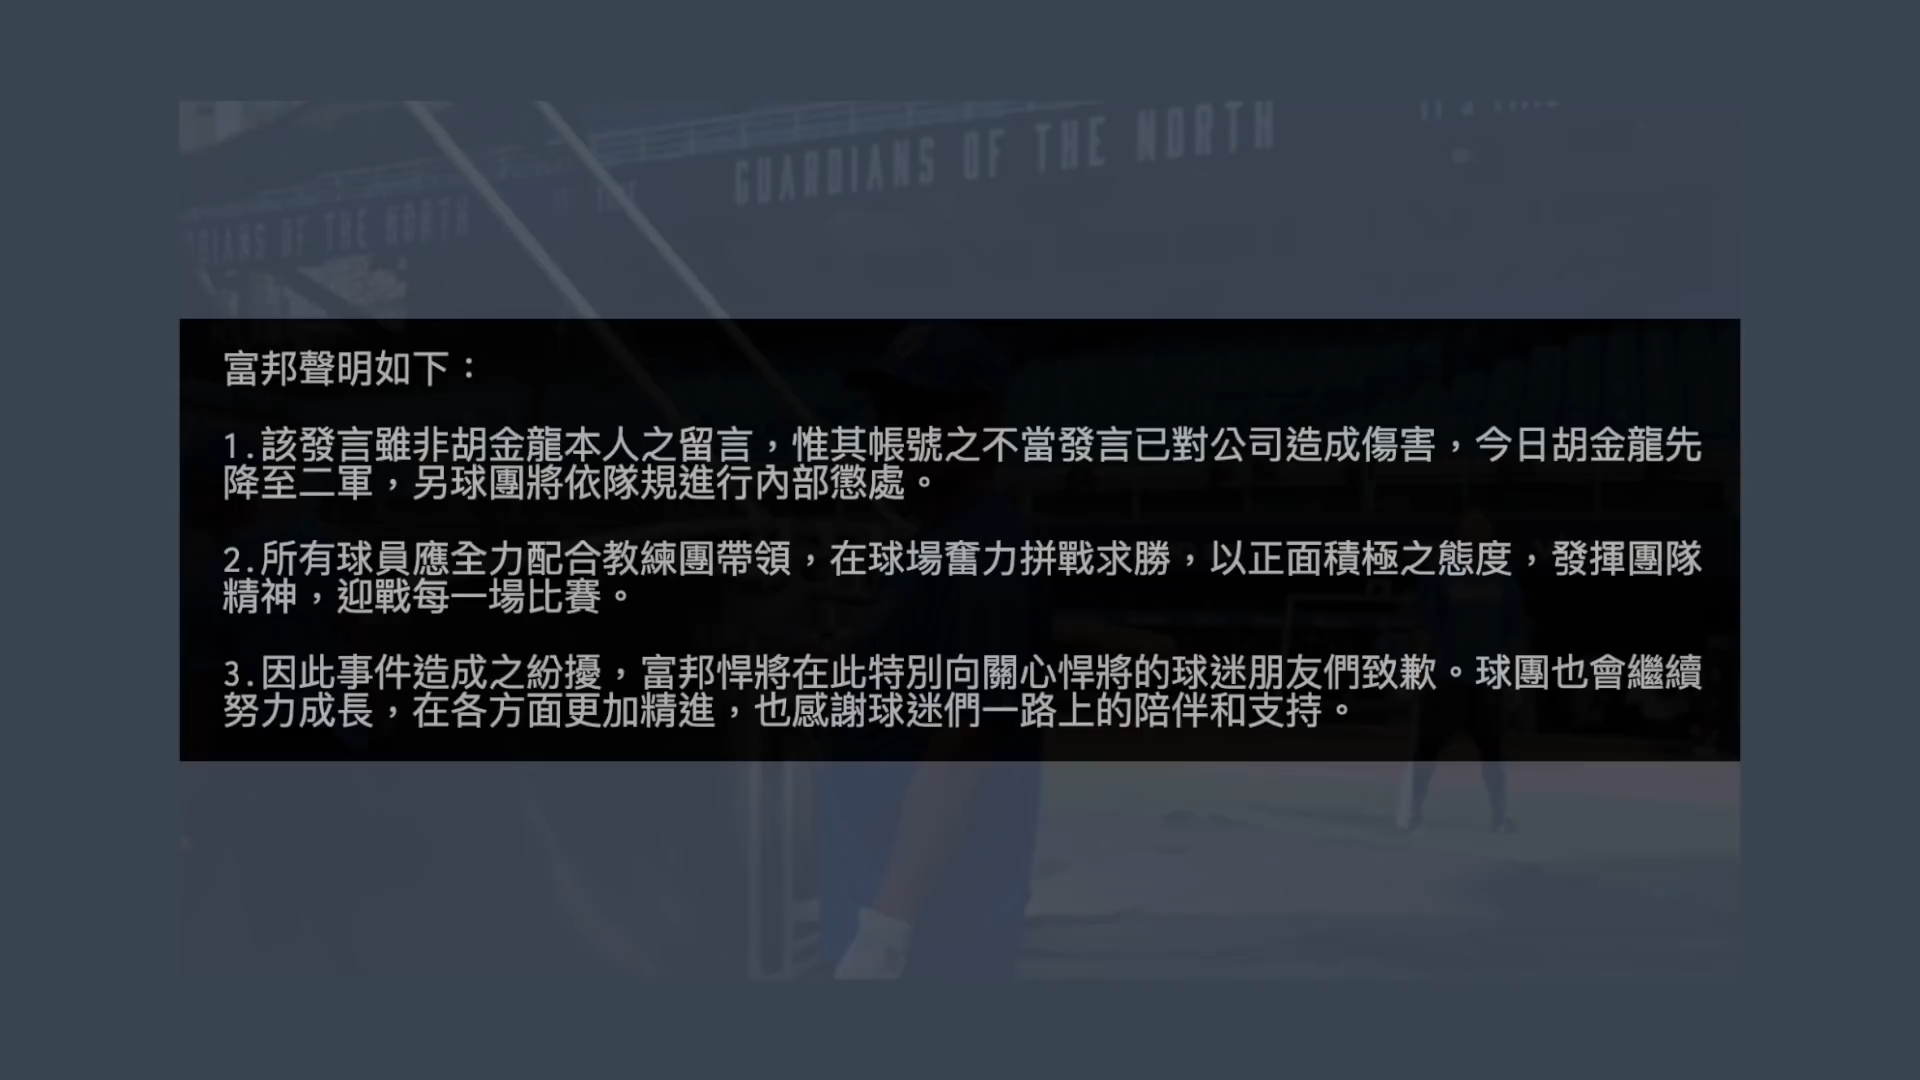 GUARDIANS OF THE NORTH
OF THE NORTH
富邦聲明如下：
1.該發言雖非胡金龍本人之留言，惟其帳號之不當發言已對公司造成傷害，今日胡金龍先
降至二軍，另球團將依隊規進行內部懲處。
2.所有球員應全力配合教練團帶領，在球場奮力拼戰求勝，以正面積極之態度，發揮團隊
精神，迎戰每一場比賽。
3.因此事件造成之紛擾，富邦悍將在此特別向關心悍將的球迷朋友們致歉。球團也會繼續
努力成長，在各方面更加精進，也感謝球迷們一路上的陪伴和支持。